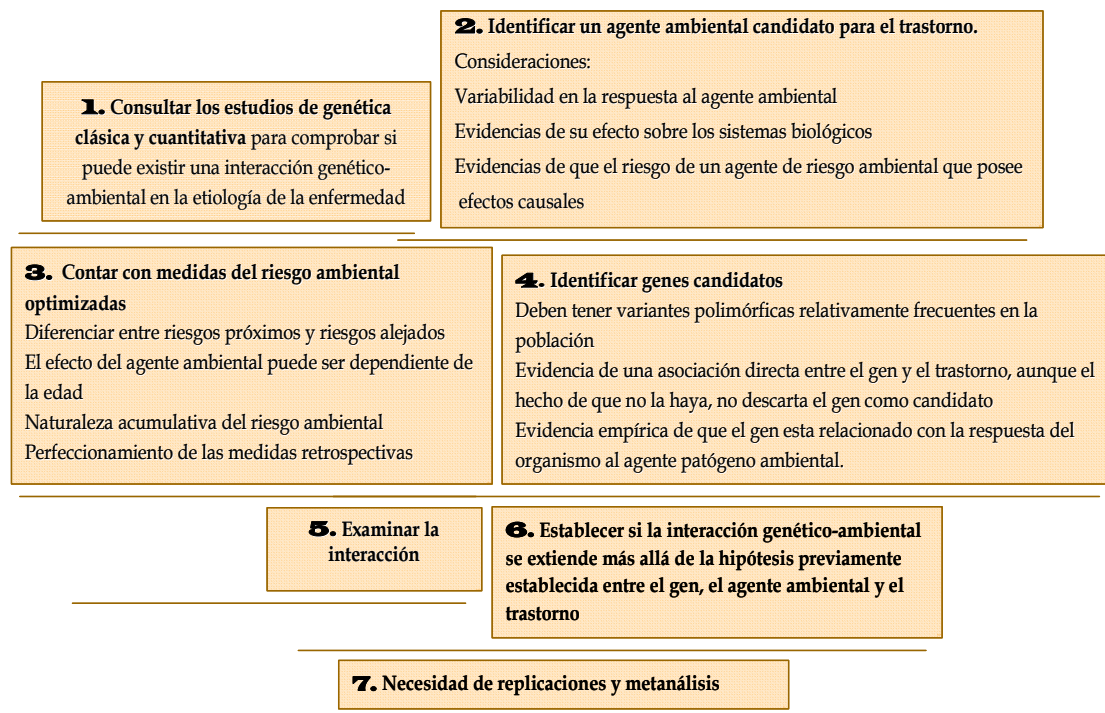 1. Consultar los estudios de genética
clásica y cuantitativa para comprobar si
puede existir una interacción genético-
ambiental en la etiología de la enfermedad
2. Identificar un agente ambiental candidato para el trastorno.
Consideraciones:
Variabilidad en la respuesta al agente ambiental
Evidencias de su efecto sobre los sistemas biológicos
Evidencias de que el riesgo de un agente de riesgo ambiental que posee
efectos causales
3. Contar con medidas del riesgo ambiental
optimizadas
Diferenciar entre riesgos próximos y riesgos alejados
El efecto del agente ambiental puede ser dependiente de
la edad
Naturaleza acumulativa del riesgo ambiental
Perfeccionamiento de las medidas retrospectivas
4. Identificar genes candidatos
Deben tener variantes polimórficas relativamente frecuentes en la
población
Evidencia de una asociación directa entre el gen y el trastorno, aunque el
hecho de que no la haya, no descarta el gen como candidato
Evidencia empírica de que el gen esta relacionado con la respuesta del
organismo al agente patógeno ambiental.
5. Examinar la
interacción
6. Establecer si la interacción genético-ambiental
se extiende más allá de la hipótesis previamente
establecida entre el gen, el agente ambiental y el
trastorno
7. Necesidad de replicaciones y metanálisis